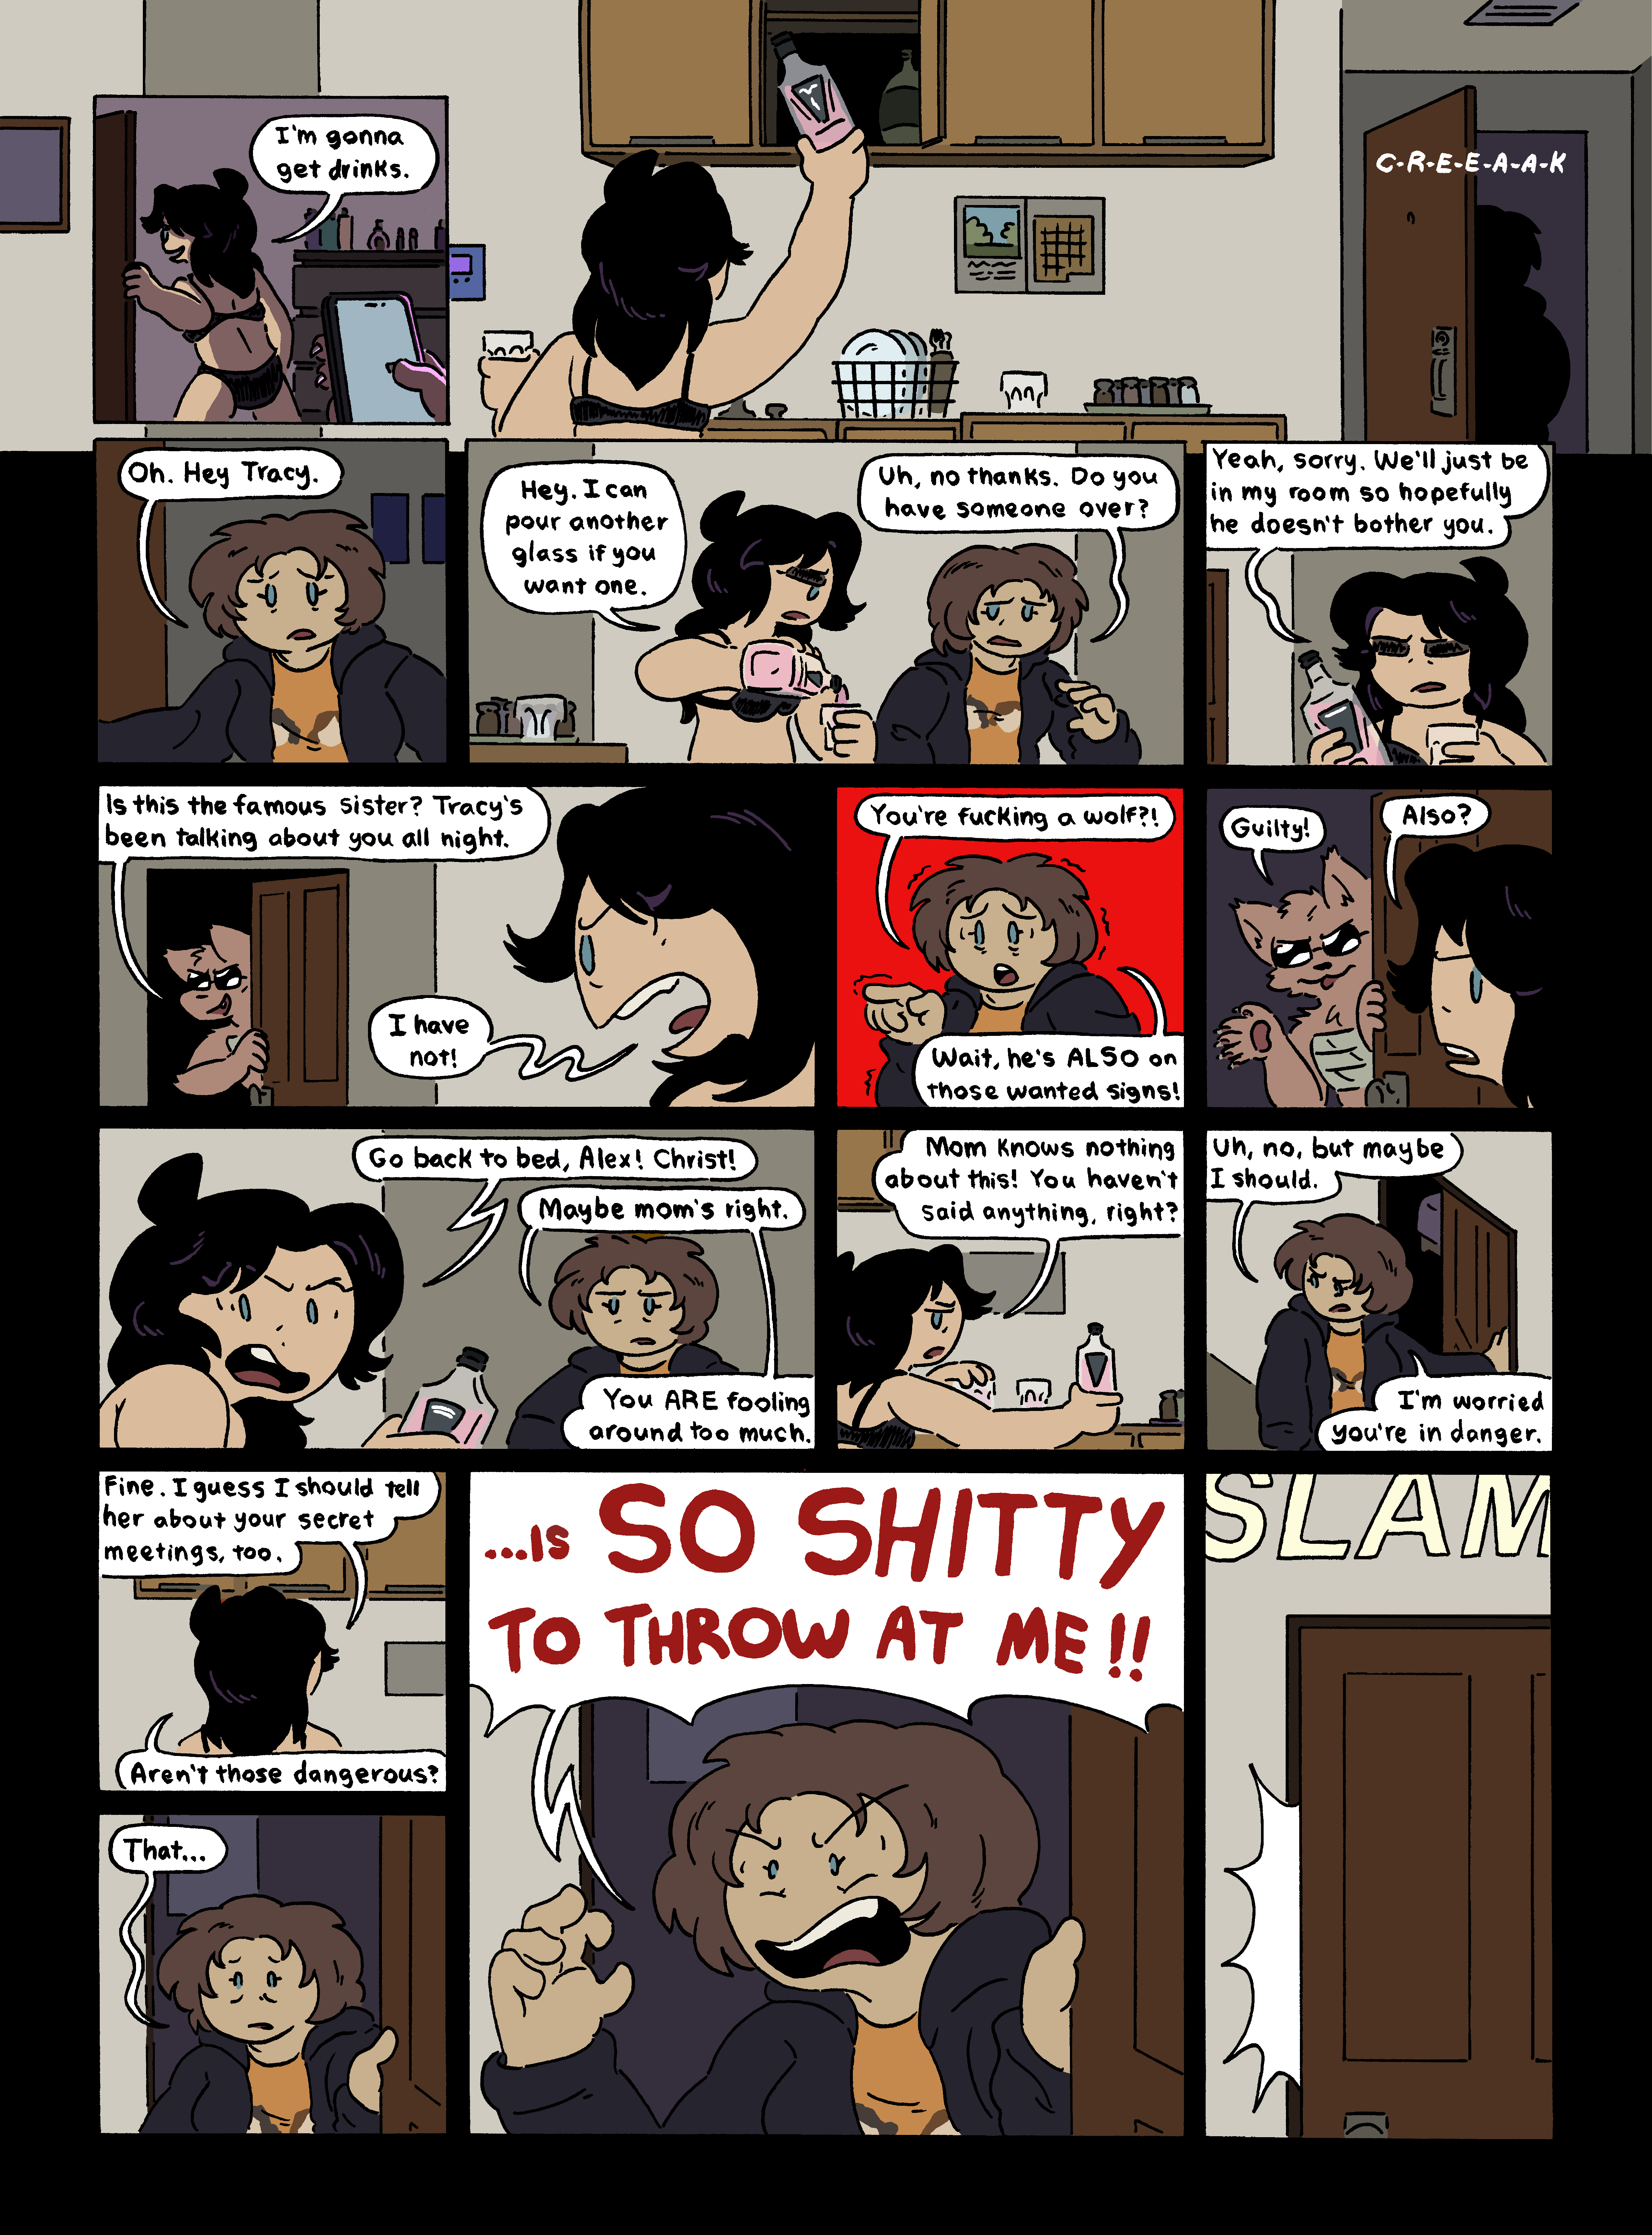 I'm gonna
get drinks.
C-R-E-E-A-A-K
Oh. Hey Tracy.
Hey. I can
pour another
glass if you
want one.
Uh, no thanks. Do you
have someone over?
Yeah, sorry. We'll just be
in my room so hopefully
he doesn't bother you.
Is this the famous sister? Tracy's
been talking about you all night.
I have
not!
You're fucking a wolf?!
Wait, he's ALSO on
those wanted signs!
Guilty!
Also?
Go back to bed, Alex! Christ!
Maybe mom's right.
You ARE fooling
around too much.
Mom knows nothing
about this! You haven't
said anything, right?
Uh, no, but maybe
I should.
I'm worried
you're in danger.
Fine. I guess I should tell
her about your secret
meetings, too.
Aren't those dangerous?
That...
...IS SO SHITTY
TO THROW AT ME!!
SLAM